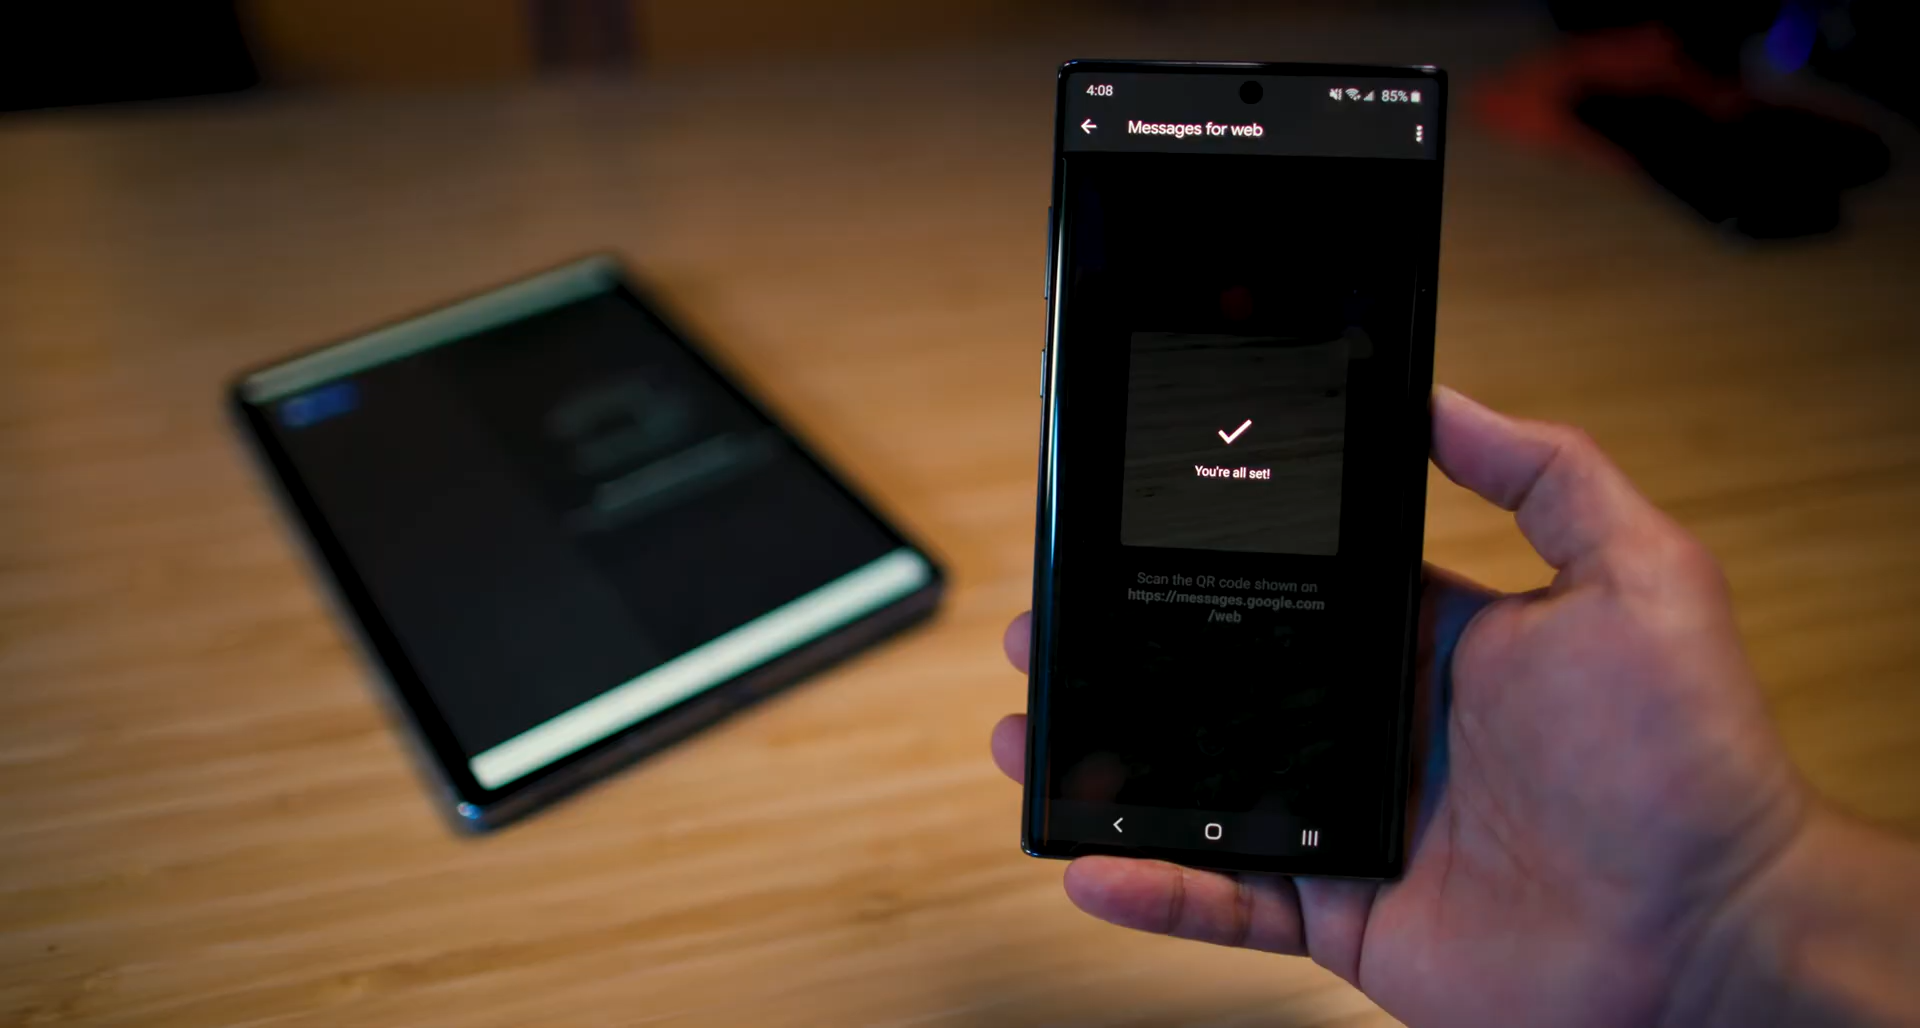 4:08
85%
Messages for web
You're all set!
Scan the QR code shown on
https://messages.google.com
/web